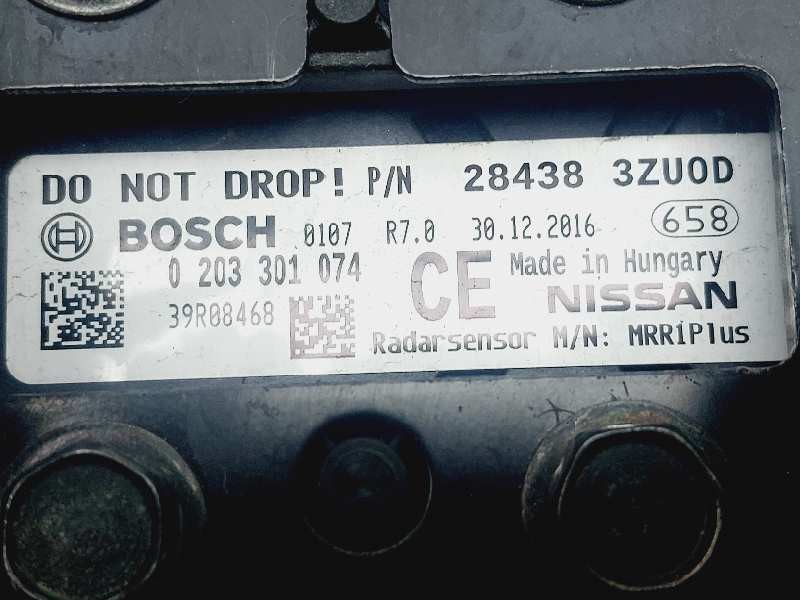 DO NOT DROP! P/N 28438 3ZU0D
BOSCH 0107 R7.0 30.12.2016 658
0 203 301 074 CE Made in Hungary
39R08468 NISSAN
Radarsensor M/N: MRRiPlus